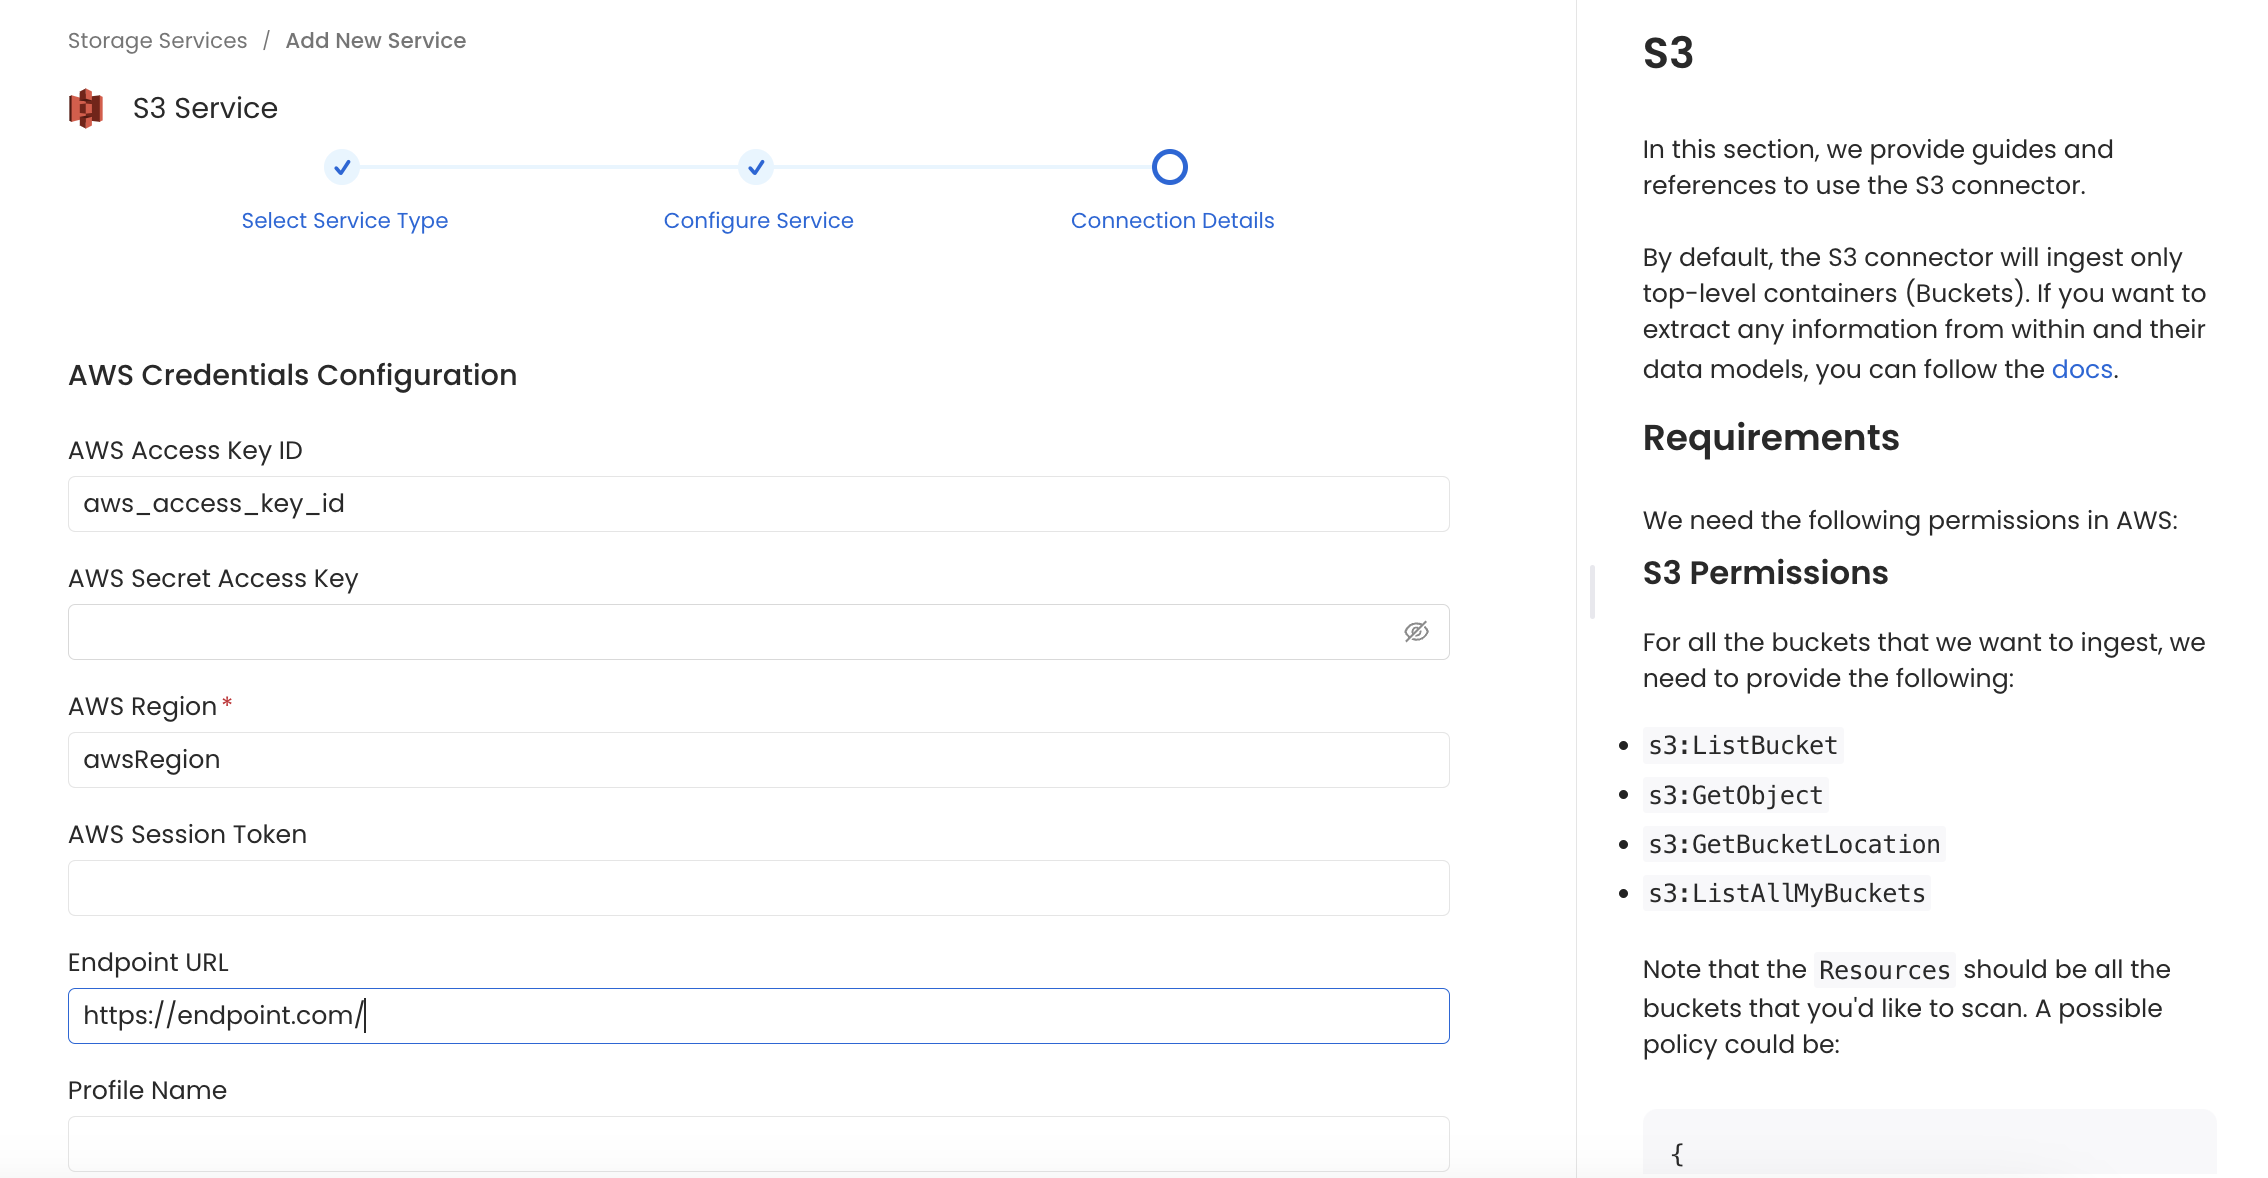 Storage Services / Add New Service
S3 Service
Select Service Type
Configure Service
Connection Details
AWS Credentials Configuration
AWS Access Key ID
aws_access_key_id
AWS Secret Access Key
AWS Region*
awsRegion
AWS Session Token
Endpoint URL
https://endpoint.com/
Profile Name
S3
In this section, we provide guides and
references to use the S3 connector.
By default, the S3 connector will ingest only
top-level containers (Buckets). If you want to
extract any information from within and their
data models, you can follow the docs.
Requirements
We need the following permissions in AWS:
S3 Permissions
For all the buckets that we want to ingest, we
need to provide the following:
• s3:ListBucket
• s3:GetObject
• s3:GetBucketLocation
• s3:ListAllMyBuckets
Note that the Resources should be all the
buckets that you'd like to scan. A possible
policy could be:
{